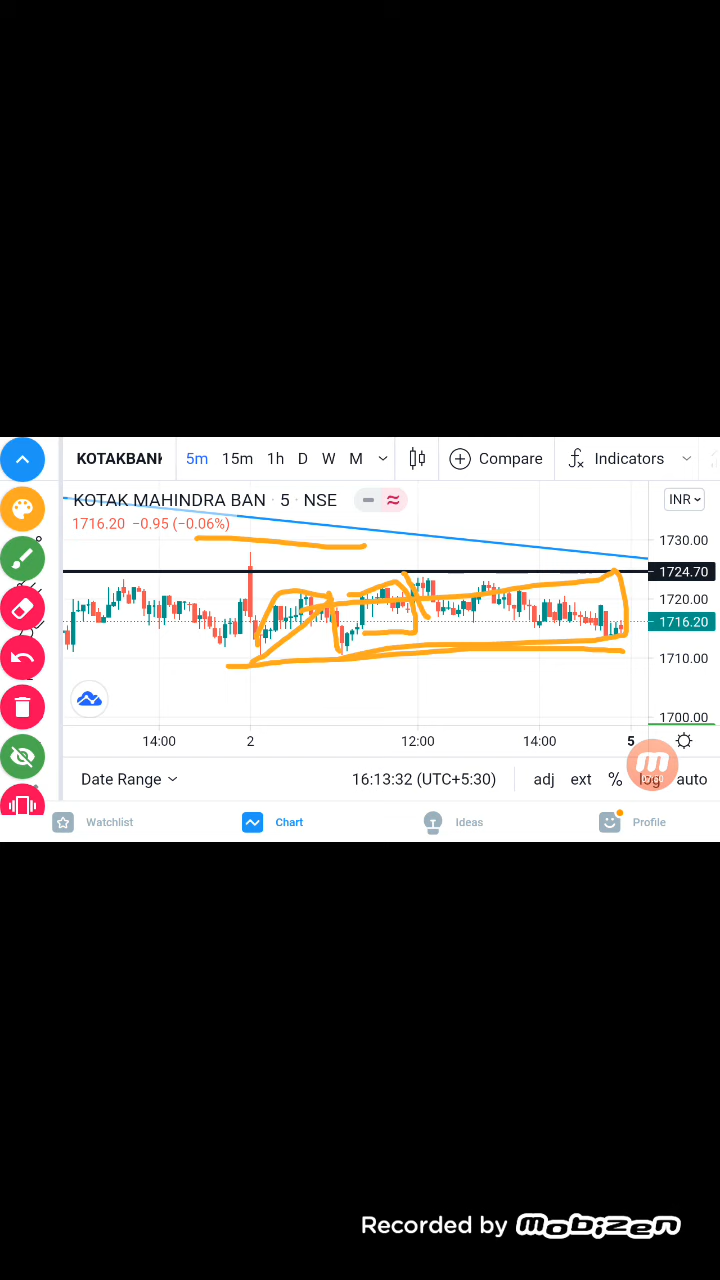 KOTAKBANK 5m 15m 1h D W M Compare Indicators
KOTAK MAHINDRA BAN · 5 · NSE INR
1716.20 −0.95 (−0.06%)
1730.00
1724.70
1720.00
1716.20
1710.00
1700.00
14:00 2 12:00 14:00 5
Date Range 16:13:32 (UTC+5:30) adj ext % log auto
Watchlist Chart Ideas Profile
Recorded by mobizen